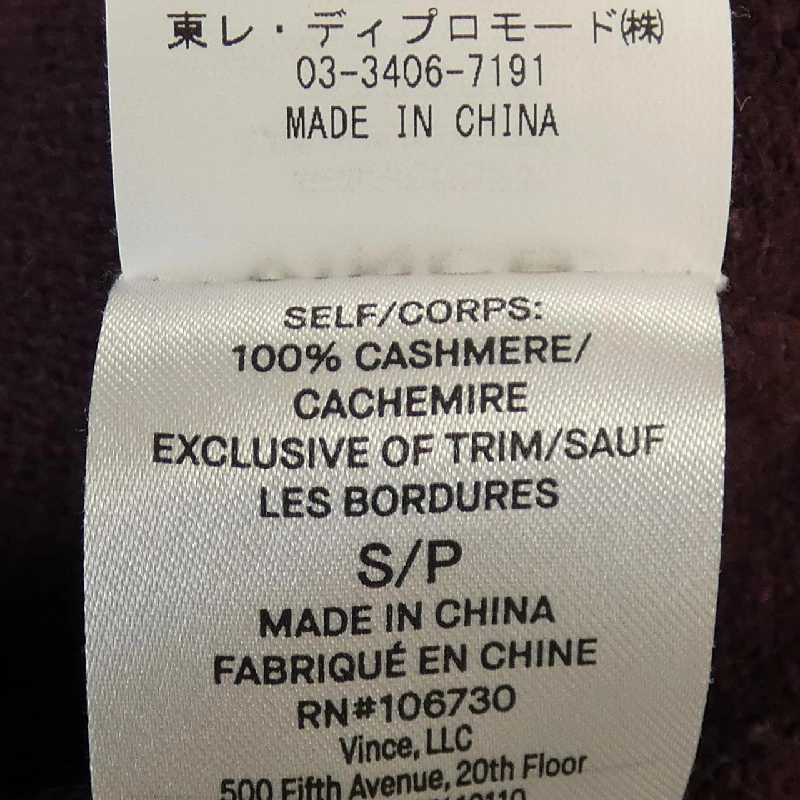 東レ・ディプロモード㈱
03-3406-7191
MADE IN CHINA
SELF/CORPS:
100% CASHMERE/
CACHEMIRE
EXCLUSIVE OF TRIM/SAUF
LES BORDURES
S/P
MADE IN CHINA
FABRIQUÉ EN CHINE
RN#106730
Vince, LLC
500 Fifth Avenue, 20th Floor